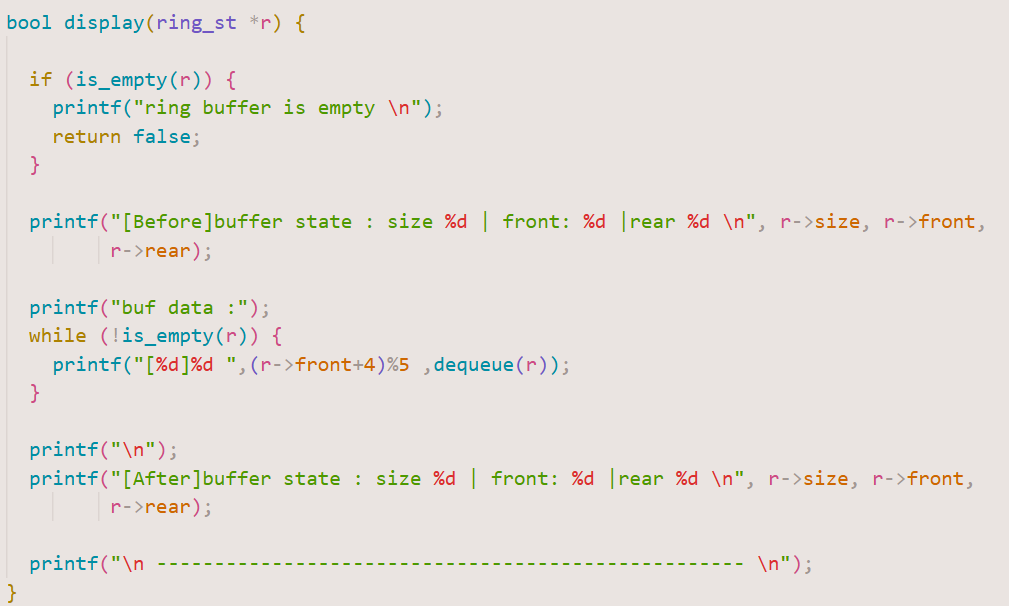 bool display(ring_st *r) {
if (is_empty(r)) {
printf("ring buffer is empty \n");
return false;
}
printf("[Before]buffer state : size %d | front: %d |rear %d \n", r->size, r->front,
r->rear);
printf("buf data :");
while (!is_empty(r)) {
printf("[%d]%d ",(r->front+4)%5 ,dequeue(r));
}
printf("\n");
printf("[After]buffer state : size %d | front: %d |rear %d \n", r->size, r->front,
r->rear);
printf("\n --------------------------------------------------- \n");
}